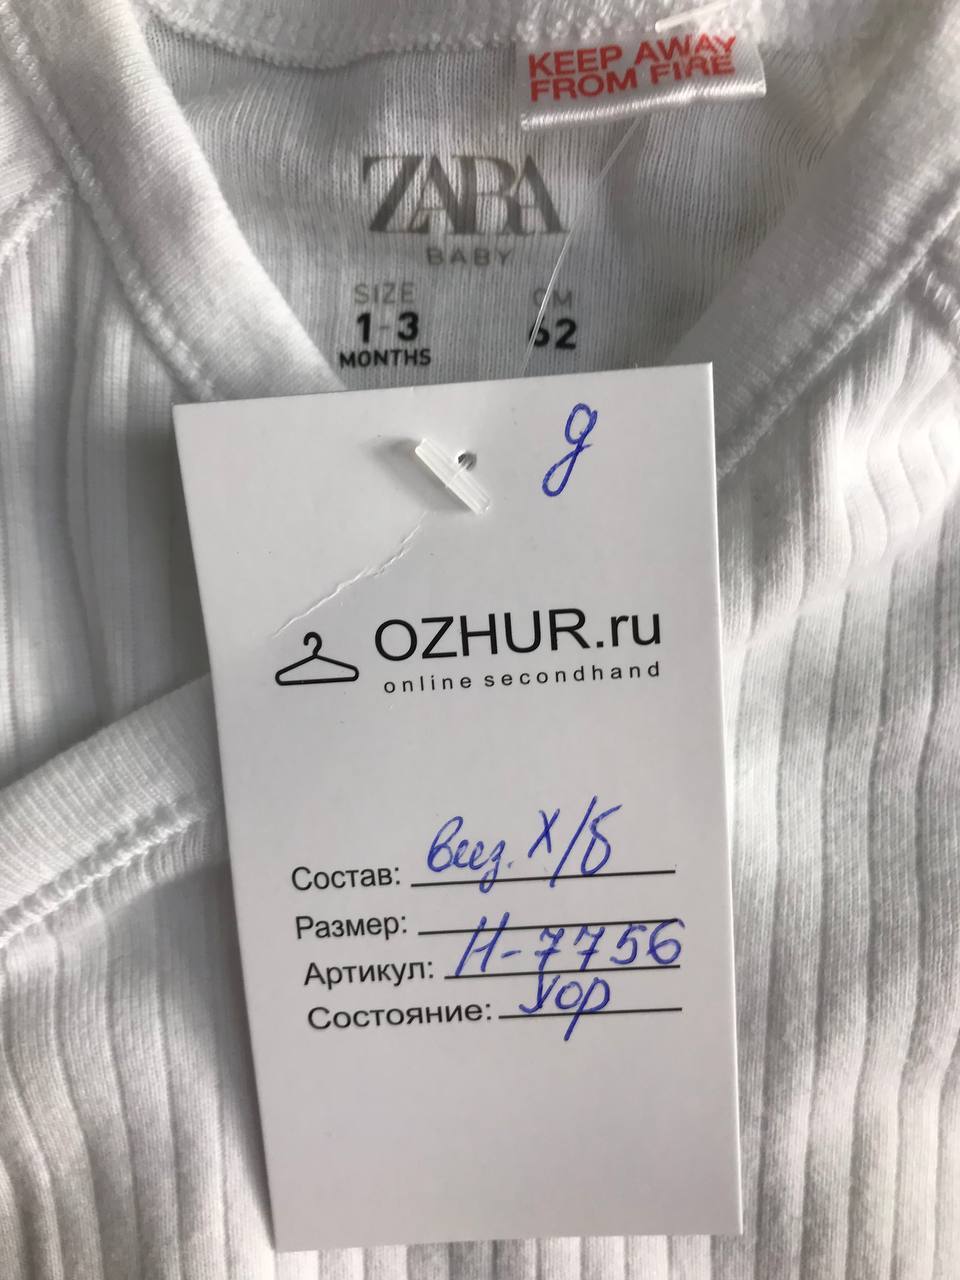 KEEP AWAY
FROM FIRE
ZARA
BABY
SIZE CM
1-3 62
MONTHS
д
OZHUR.ru
online secondhand
Состав: виз. х/б
Размер:
Артикул: Н-7756
Состояние: хор